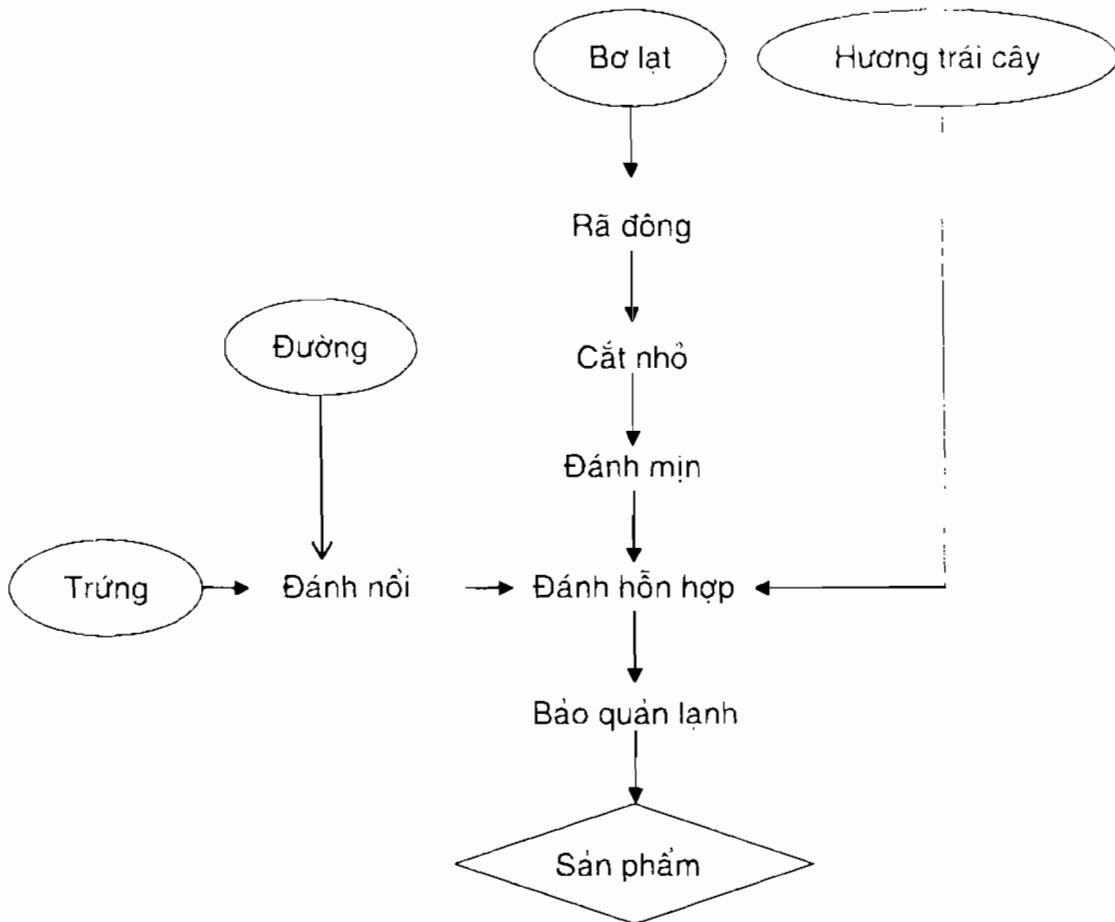 Bơ lạt
Hương trái cây
Rã đông
Đường
Cắt nhỏ
Đánh mịn
Trứng
Đánh nổi
Đánh hỗn hợp
Bảo quản lạnh
Sản phẩm